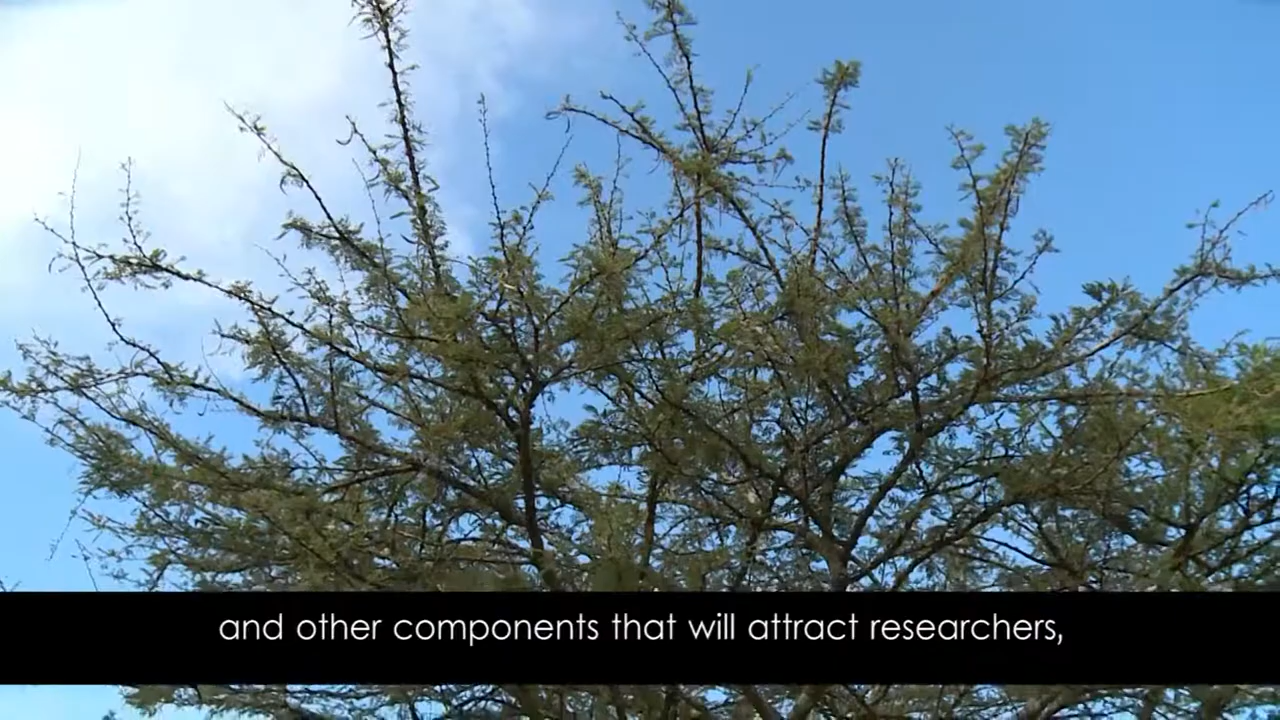 and other components that will attract researchers,